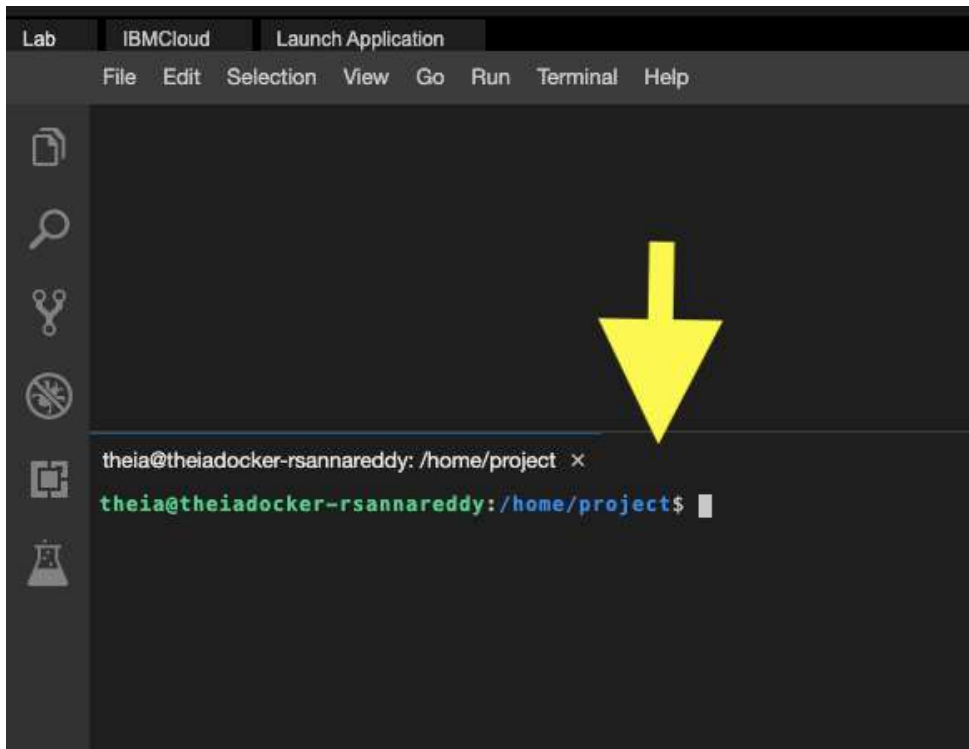 Lab IBMCloud Launch Application
File Edit Selection View Go Run Terminal Help
theia@theiadocker-rsannareddy: /home/project ×
theia@theiadocker-rsannareddy:/home/project$